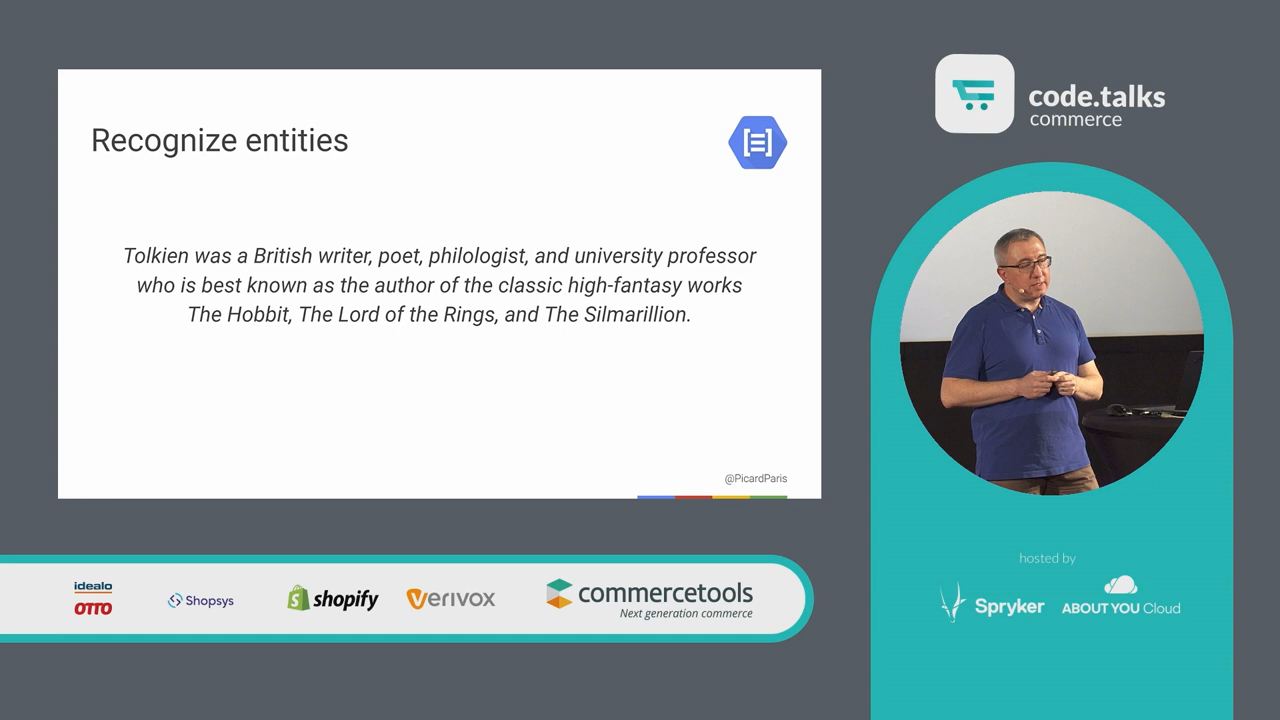 Recognize entities
Tolkien was a British writer, poet, philologist, and university professor
who is best known as the author of the classic high-fantasy works
The Hobbit, The Lord of the Rings, and The Silmarillion.
@PicardParis
code.talks
commerce
hosted by
Spryker
ABOUT YOU Cloud
idealo
OTTO
Shopsys
shopify
VERIVOX
commercetools
Next generation commerce